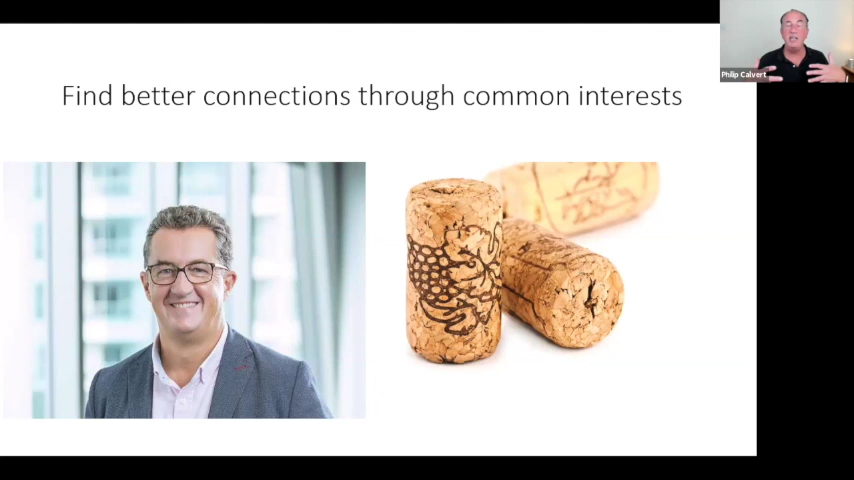 Philip Calvert
Find better connections through common interests